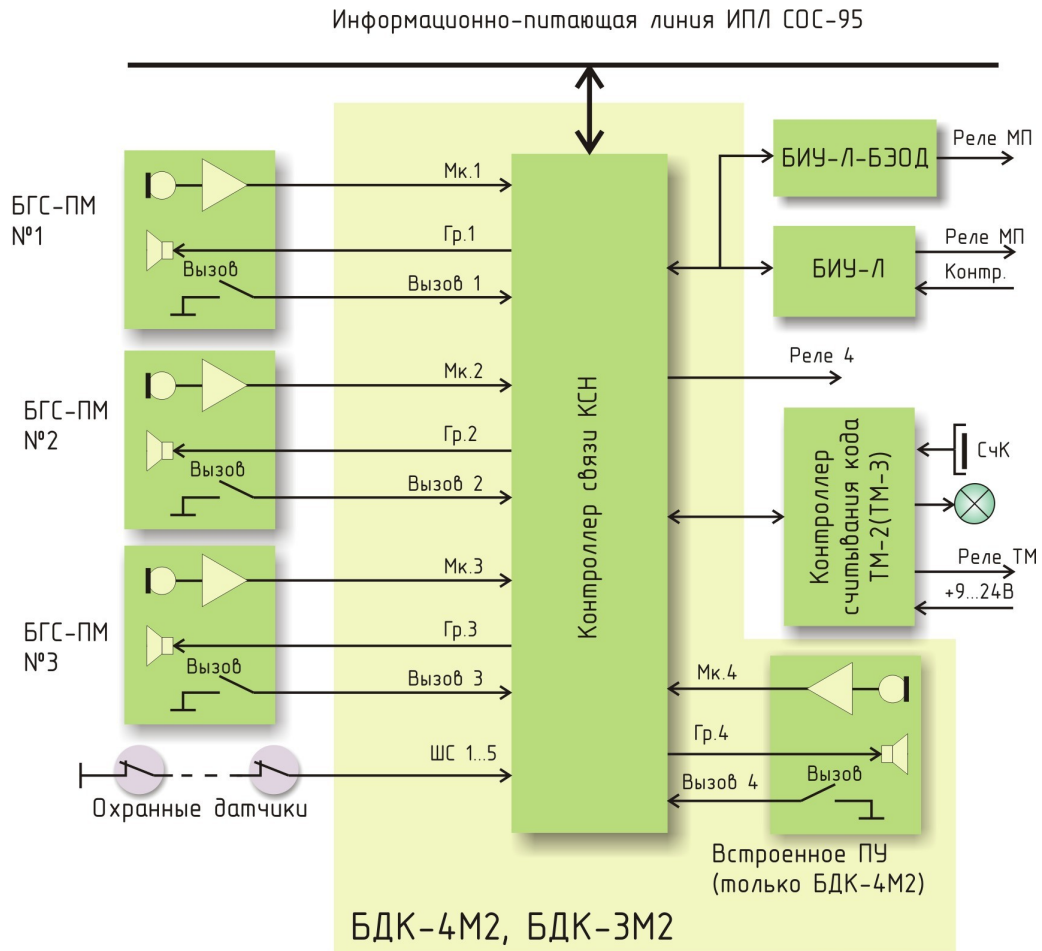 Информационно-питающая линия ИПЛ СОС-95
БГС-ПМ
№1
Мк.1
Гр.1
Вызов
Вызов 1
БГС-ПМ
№2
Мк.2
Гр.2
Вызов
Вызов 2
БГС-ПМ
№3
Мк.3
Гр.3
Вызов
Вызов 3
ШС 1...5
Охранные датчики
Контроллер связи КСН
БИУ-Л-БЭОД
Реле МП
БИУ-Л
Реле МП
Контр.
Реле 4
Контроллер
считывания кода
ТМ-2(ТМ-3)
СчК
Реле ТМ
+9...24В
Мк.4
Гр.4
Вызов
Вызов 4
Встроенное ПУ
(только БДК-4М2)
БДК-4М2, БДК-3М2